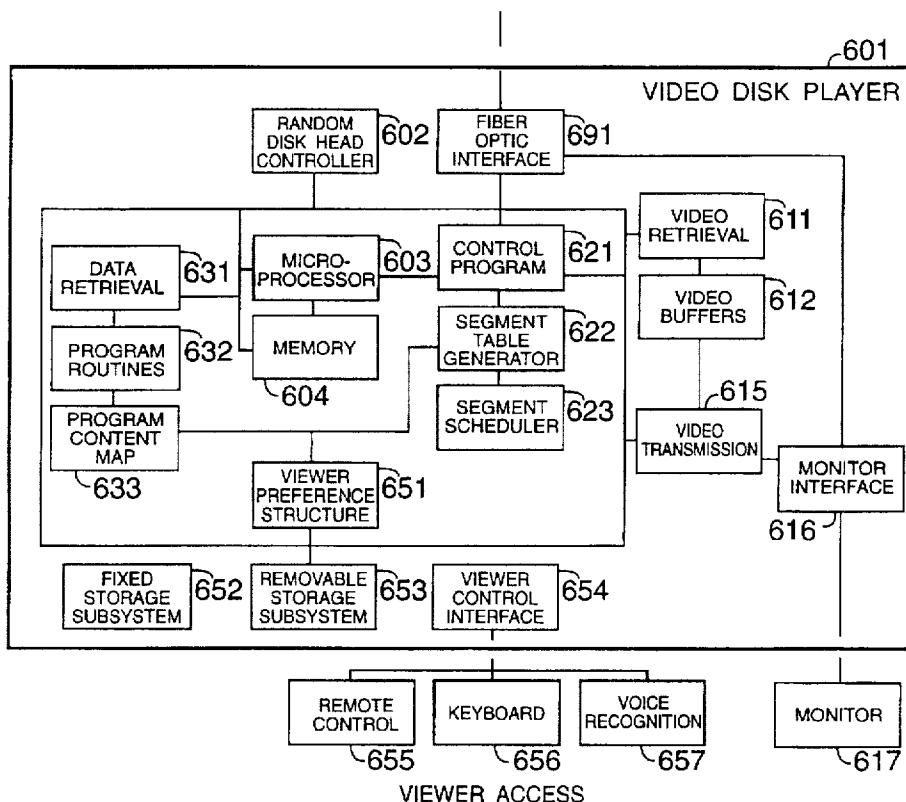 601
VIDEO DISK PLAYER
RANDOM
DISK HEAD
CONTROLLER
602
FIBER
OPTIC
INTERFACE
691
DATA
RETRIEVAL
631
MICRO-
PROCESSOR
603
CONTROL
PROGRAM
621
VIDEO
RETRIEVAL
611
PROGRAM
ROUTINES
632
MEMORY
604
SEGMENT
TABLE
GENERATOR
622
VIDEO
BUFFERS
612
PROGRAM
CONTENT
MAP
633
SEGMENT
SCHEDULER
623
615
VIDEO
TRANSMISSION
MONITOR
INTERFACE
616
VIEWER
PREFERENCE
STRUCTURE
651
FIXED
STORAGE
SUBSYSTEM
652
REMOVABLE
STORAGE
SUBSYSTEM
653
VIEWER
CONTROL
INTERFACE
654
REMOTE
CONTROL
655
KEYBOARD
656
VOICE
RECOGNITION
657
MONITOR
617
VIEWER ACCESS